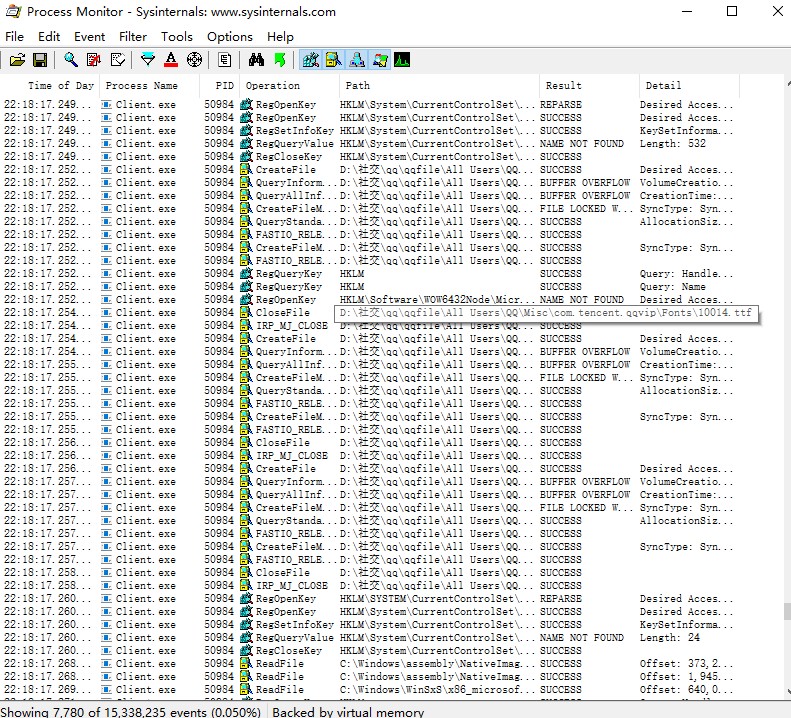 Process Monitor - Sysinternals: www.sysinternals.com
File Edit Event Filter Tools Options Help
Time of Day Process Name PID Operation Path Result Detail
22:18:17.249... Client.exe 50984 RegOpenKey HKLM\System\CurrentControlSet\... REPARSE Desired Acces...
22:18:17.249... Client.exe 50984 RegOpenKey HKLM\System\CurrentControlSet\... SUCCESS Desired Acces...
22:18:17.249... Client.exe 50984 RegSetInfoKey HKLM\System\CurrentControlSet\... SUCCESS KeySetInforma...
22:18:17.249... Client.exe 50984 RegQueryValue HKLM\System\CurrentControlSet\... NAME NOT FOUND Length: 532
22:18:17.249... Client.exe 50984 RegCloseKey HKLM\System\CurrentControlSet\... SUCCESS
22:18:17.252... Client.exe 50984 CreateFile D:\社交\qq\qqfile\All Users\QQ... SUCCESS Desired Acces...
22:18:17.252... Client.exe 50984 QueryInform... D:\社交\qq\qqfile\All Users\QQ... BUFFER OVERFLOW VolumeCreatio...
22:18:17.252... Client.exe 50984 QueryAllInf... D:\社交\qq\qqfile\All Users\QQ... BUFFER OVERFLOW CreationTime:...
22:18:17.252... Client.exe 50984 CreateFileM... D:\社交\qq\qqfile\All Users\QQ... FILE LOCKED W... SyncType: Syn...
22:18:17.252... Client.exe 50984 QueryStanda... D:\社交\qq\qqfile\All Users\QQ... SUCCESS AllocationSiz...
22:18:17.252... Client.exe 50984 FASTIO_RELE... D:\社交\qq\qqfile\All Users\QQ... SUCCESS
22:18:17.252... Client.exe 50984 CreateFileM... D:\社交\qq\qqfile\All Users\QQ... SUCCESS SyncType: Syn...
22:18:17.252... Client.exe 50984 FASTIO_RELE... D:\社交\qq\qqfile\All Users\QQ... SUCCESS
22:18:17.252... Client.exe 50984 RegQueryKey HKLM SUCCESS Query: Handle...
22:18:17.252... Client.exe 50984 RegQueryKey HKLM SUCCESS Query: Name
22:18:17.252... Client.exe 50984 RegOpenKey HKLM\Software\WOW6432Node\Micr... NAME NOT FOUND Desired Acces...
22:18:17.254... Client.exe 50984 CloseFile D:\社交\qq\qqfile\All Users\QQ\Misc\com.tencent.qqvip\Fonts\10014.ttf
22:18:17.254... Client.exe 50984 IRP_MJ_CLOSE D:\社交\qq\qqfile\All Users\QQ... SUCCESS
22:18:17.254... Client.exe 50984 CreateFile D:\社交\qq\qqfile\All Users\QQ... SUCCESS Desired Acces...
22:18:17.254... Client.exe 50984 QueryInform... D:\社交\qq\qqfile\All Users\QQ... BUFFER OVERFLOW VolumeCreatio...
22:18:17.255... Client.exe 50984 QueryAllInf... D:\社交\qq\qqfile\All Users\QQ... BUFFER OVERFLOW CreationTime:...
22:18:17.255... Client.exe 50984 CreateFileM... D:\社交\qq\qqfile\All Users\QQ... FILE LOCKED W... SyncType: Syn...
22:18:17.255... Client.exe 50984 QueryStanda... D:\社交\qq\qqfile\All Users\QQ... SUCCESS AllocationSiz...
22:18:17.255... Client.exe 50984 FASTIO_RELE... D:\社交\qq\qqfile\All Users\QQ... SUCCESS
22:18:17.255... Client.exe 50984 CreateFileM... D:\社交\qq\qqfile\All Users\QQ... SUCCESS SyncType: Syn...
22:18:17.255... Client.exe 50984 FASTIO_RELE... D:\社交\qq\qqfile\All Users\QQ... SUCCESS
22:18:17.256... Client.exe 50984 CloseFile D:\社交\qq\qqfile\All Users\QQ... SUCCESS
22:18:17.256... Client.exe 50984 IRP_MJ_CLOSE D:\社交\qq\qqfile\All Users\QQ... SUCCESS
22:18:17.256... Client.exe 50984 CreateFile D:\社交\qq\qqfile\All Users\QQ... SUCCESS Desired Acces...
22:18:17.257... Client.exe 50984 QueryInform... D:\社交\qq\qqfile\All Users\QQ... BUFFER OVERFLOW VolumeCreatio...
22:18:17.257... Client.exe 50984 QueryAllInf... D:\社交\qq\qqfile\All Users\QQ... BUFFER OVERFLOW CreationTime:...
22:18:17.257... Client.exe 50984 CreateFileM... D:\社交\qq\qqfile\All Users\QQ... FILE LOCKED W... SyncType: Syn...
22:18:17.257... Client.exe 50984 QueryStanda... D:\社交\qq\qqfile\All Users\QQ... SUCCESS AllocationSiz...
22:18:17.257... Client.exe 50984 FASTIO_RELE... D:\社交\qq\qqfile\All Users\QQ... SUCCESS
22:18:17.257... Client.exe 50984 CreateFileM... D:\社交\qq\qqfile\All Users\QQ... SUCCESS SyncType: Syn...
22:18:17.257... Client.exe 50984 FASTIO_RELE... D:\社交\qq\qqfile\All Users\QQ... SUCCESS
22:18:17.258... Client.exe 50984 CloseFile D:\社交\qq\qqfile\All Users\QQ... SUCCESS
22:18:17.258... Client.exe 50984 IRP_MJ_CLOSE D:\社交\qq\qqfile\All Users\QQ... SUCCESS
22:18:17.260... Client.exe 50984 RegOpenKey HKLM\SYSTEM\CurrentControlSet\... REPARSE Desired Acces...
22:18:17.260... Client.exe 50984 RegOpenKey HKLM\System\CurrentControlSet\... SUCCESS Desired Acces...
22:18:17.260... Client.exe 50984 RegSetInfoKey HKLM\System\CurrentControlSet\... SUCCESS KeySetInforma...
22:18:17.260... Client.exe 50984 RegQueryValue HKLM\System\CurrentControlSet\... NAME NOT FOUND Length: 24
22:18:17.260... Client.exe 50984 RegCloseKey HKLM\System\CurrentControlSet\... SUCCESS
22:18:17.268... Client.exe 50984 ReadFile C:\Windows\assembly\NativeImag... SUCCESS Offset: 373,2...
22:18:17.268... Client.exe 50984 ReadFile C:\Windows\assembly\NativeImag... SUCCESS Offset: 1,945...
22:18:17.269... Client.exe 50984 ReadFile C:\Windows\WinSxS\x86_microsof... SUCCESS Offset: 640,0...
Showing 7,780 of 15,338,235 events (0.050%) Backed by virtual memory